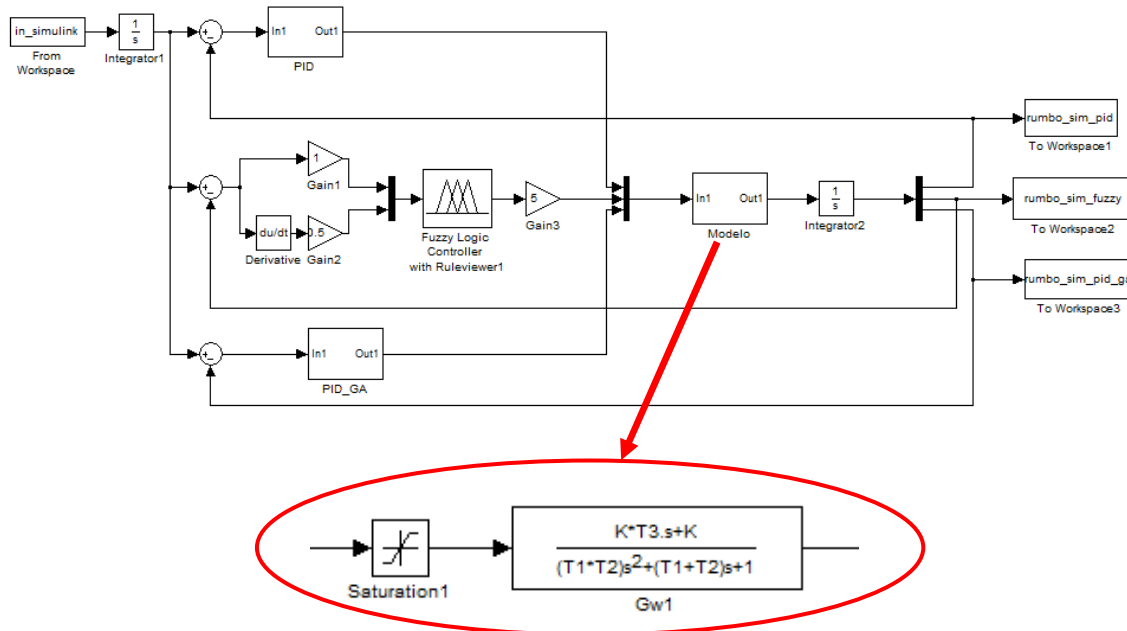 in_simulink
From
Workspace
1
s
Integrator1
+
-
In1
Out1
PID
rumbo_sim_pid
To Workspace1
+
-
1
Gain1
du/dt
Derivative
0.5
Gain2
Fuzzy Logic
Controller
with Ruleviewer1
5
Gain3
In1
Out1
Modelo
1
s
Integrator2
rumbo_sim_fuzzy
To Workspace2
rumbo_sim_pid_ga
To Workspace3
+
-
In1
Out1
PID_GA
Saturation1
K*T3.s+K
(T1*T2)s²+(T1+T2)s+1
Gw1